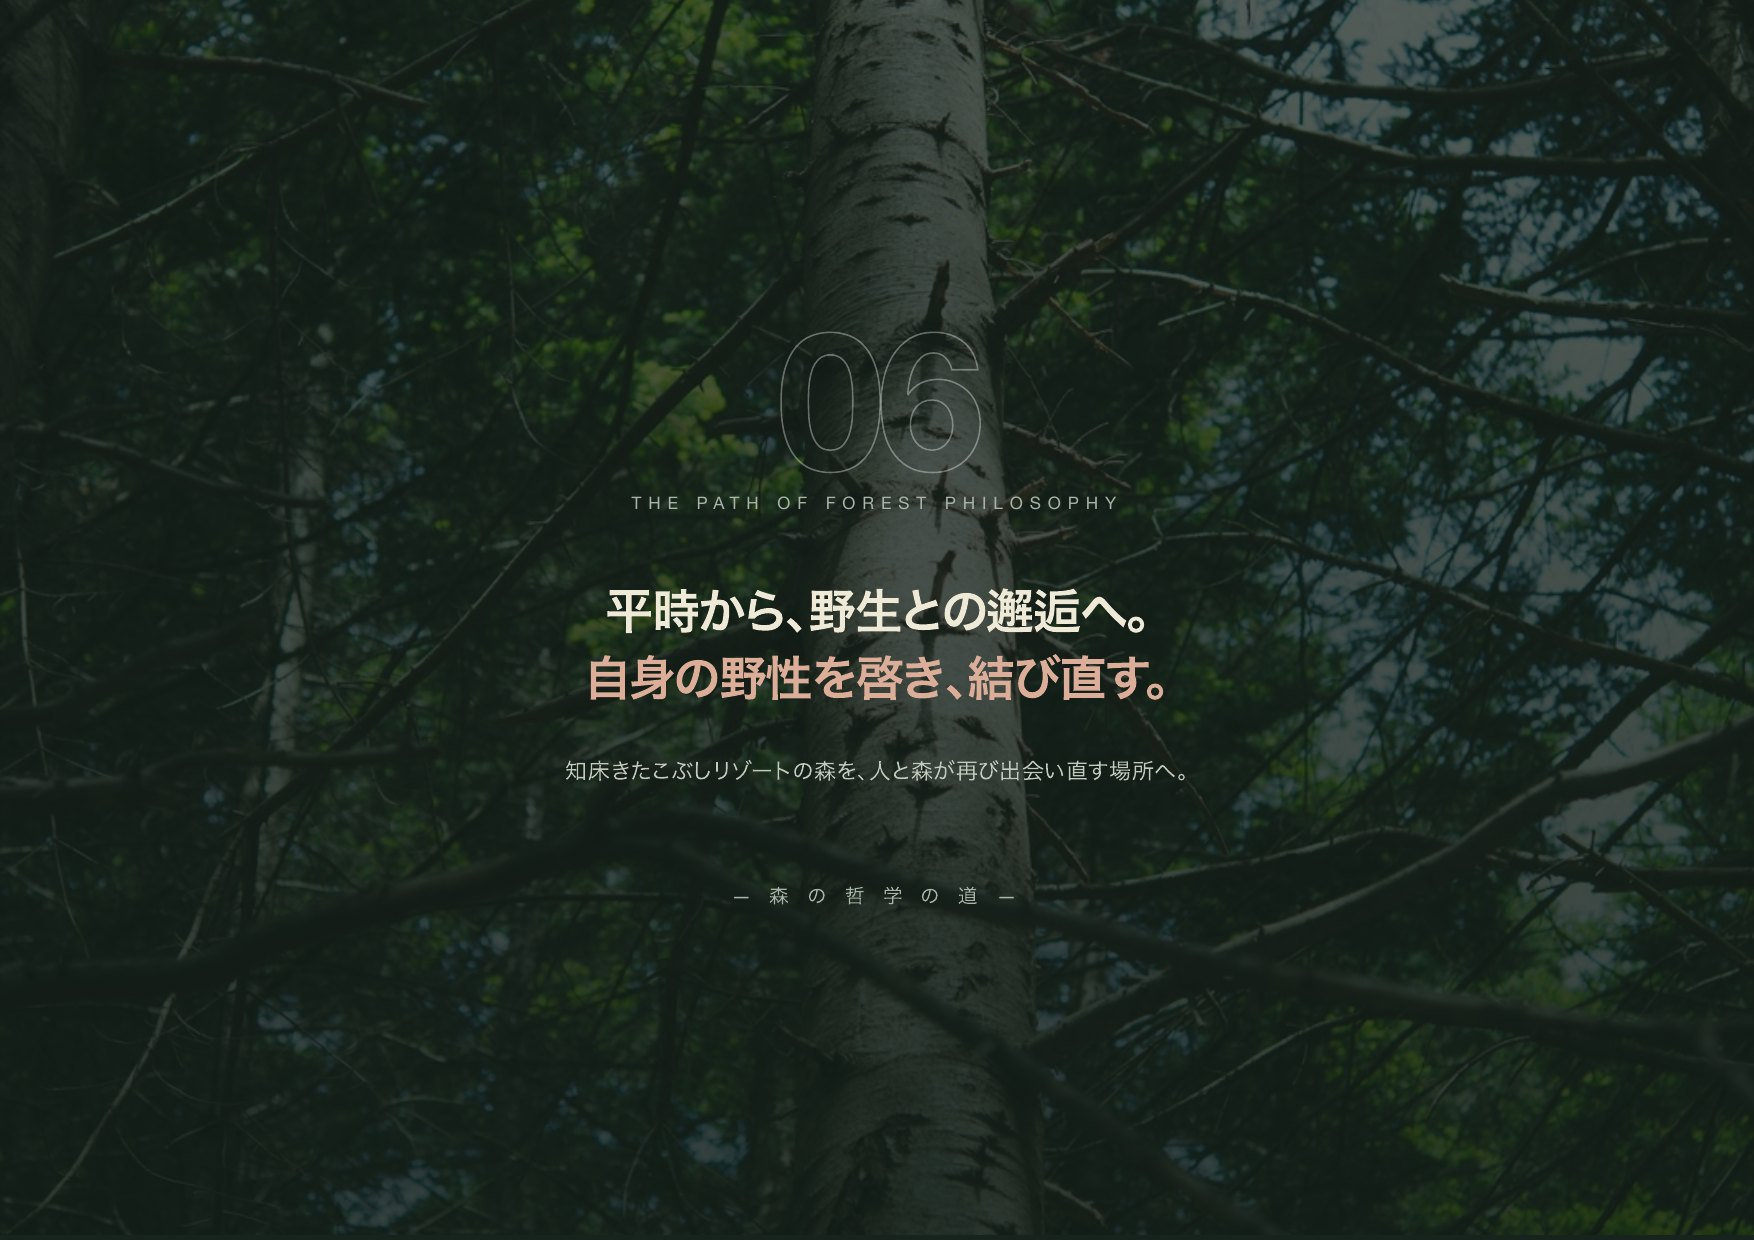 06
THE PATH OF FOREST PHILOSOPHY
平時から、野生との邂逅へ。
自身の野性を啓き、結び直す。
知床きたこぶしリゾートの森を、人と森が再び出会い直す場所へ。
— 森の哲学の道 —